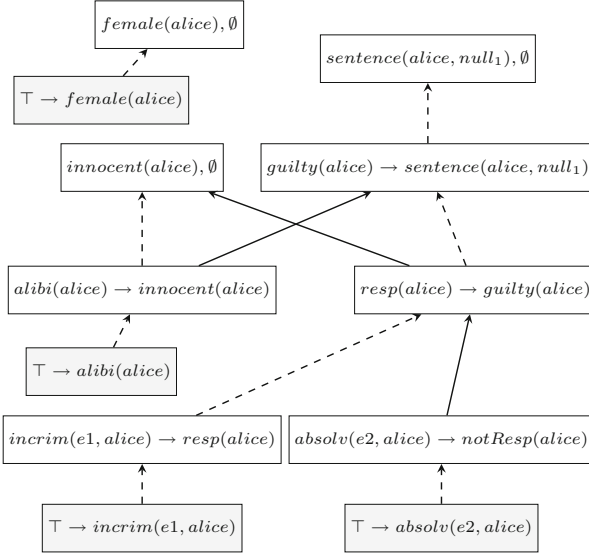 female(alice), ∅
sentence(alice, null₁), ∅
⊤ → female(alice)
innocent(alice), ∅
guilty(alice) → sentence(alice, null₁)
alibi(alice) → innocent(alice)
resp(alice) → guilty(alice)
⊤ → alibi(alice)
incrim(e1, alice) → resp(alice)
absolv(e2, alice) → notResp(alice)
⊤ → incrim(e1, alice)
⊤ → absolv(e2, alice)